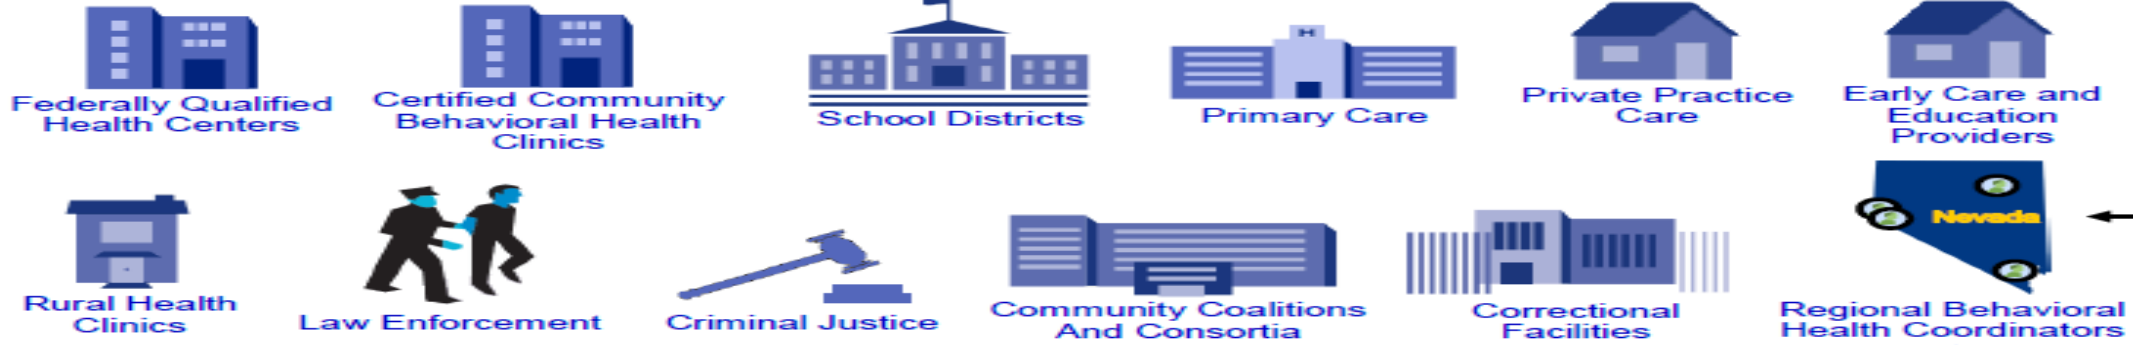 Federally Qualified
Health Centers
Certified Community
Behavioral Health
Clinics
School Districts
H
Primary Care
Private Practice
Care
Early Care and
Education
Providers
Rural Health
Clinics
Law Enforcement
Criminal Justice
Community Coalitions
And Consortia
Correctional
Facilities
Nevada
Regional Behavioral
Health Coordinators